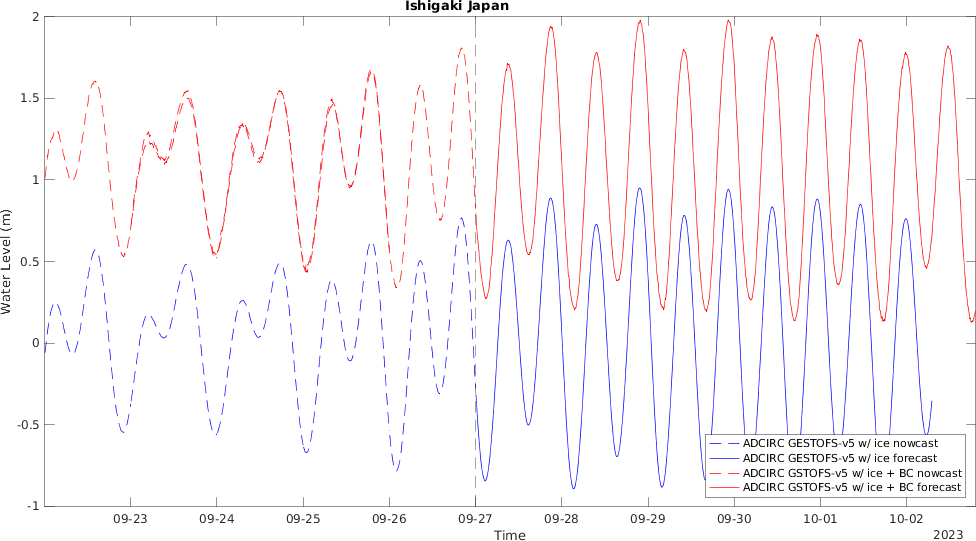 Ishigaki Japan
Water Level (m)
2
1.5
1
0.5
0
-0.5
-1
09-23
09-24
09-25
09-26
09-27
09-28
09-29
09-30
10-01
10-02
Time
2023
ADCIRC GESTOFS-v5 w/ ice nowcast
ADCIRC GESTOFS-v5 w/ ice forecast
ADCIRC GSTOFS-v5 w/ ice + BC nowcast
ADCIRC GSTOFS-v5 w/ ice + BC forecast